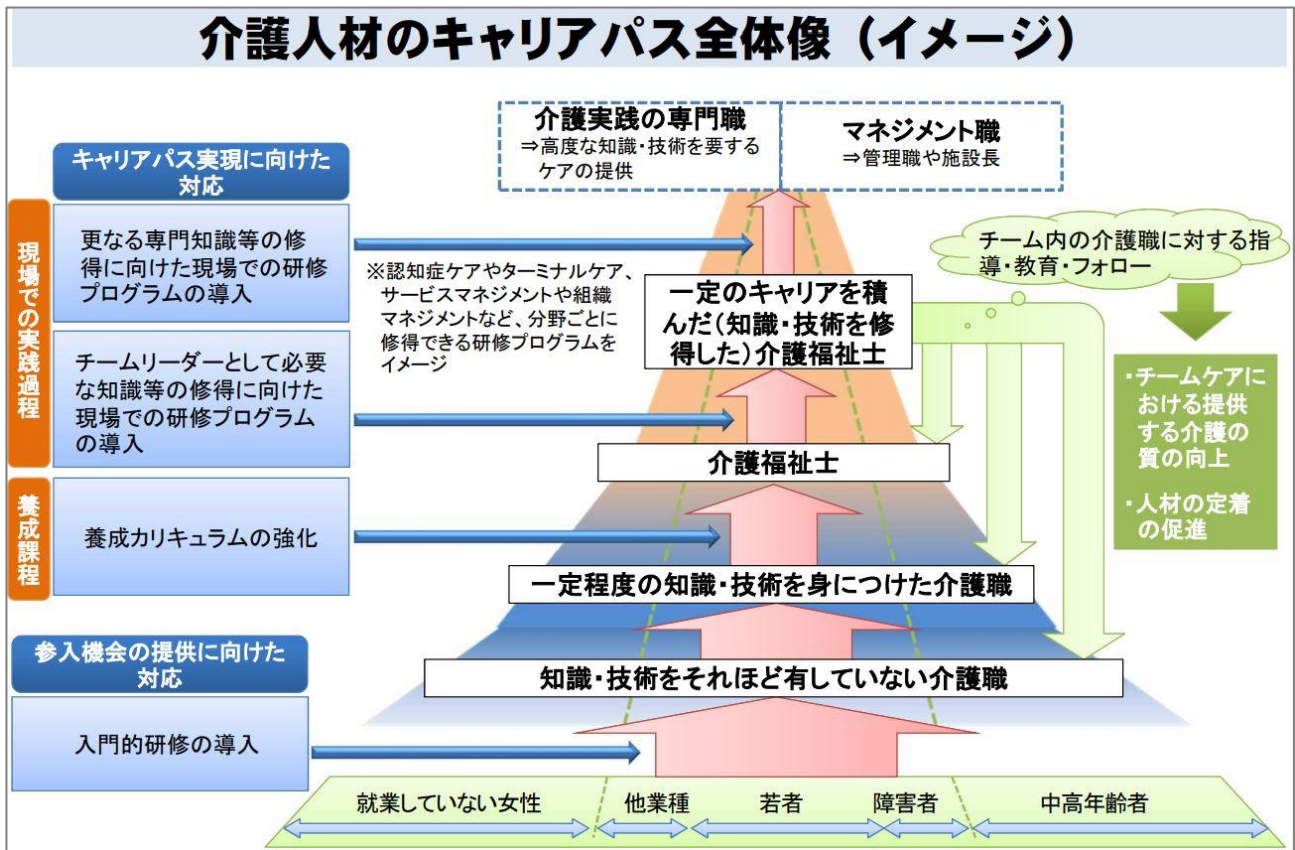 介護人材のキャリアパス全体像（イメージ）
介護実践の専門職
⇒高度な知識・技術を要する
ケアの提供
マネジメント職
⇒管理職や施設長
キャリアパス実現に向けた
対応
現場での実践過程
更なる専門知識等の修
得に向けた現場での研修
プログラムの導入
※認知症ケアやターミナルケア、
サービスマネジメントや組織
マネジメントなど、分野ごとに
修得できる研修プログラムを
イメージ
チーム内の介護職に対する指
導・教育・フォロー
一定のキャリアを積
んだ（知識・技術を修
得した）介護福祉士
チームリーダーとして必要
な知識等の修得に向けた
現場での研修プログラム
の導入
・チームケアに
おける提供
する介護の
質の向上
・人材の定着
の促進
介護福祉士
養成課程
養成カリキュラムの強化
一定程度の知識・技術を身につけた介護職
参入機会の提供に向けた
対応
知識・技術をそれほど有していない介護職
入門的研修の導入
就業していない女性
他業種
若者
障害者
中高年齢者